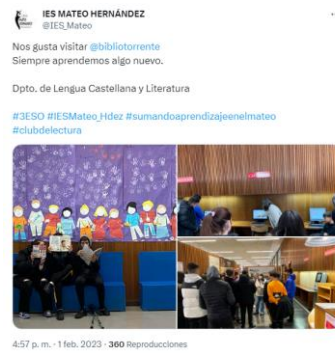 IES MATEO HERNÁNDEZ
@IES_Mateo
Nos gusta visitar @bibliotorrente
Siempre aprendemos algo nuevo.
Dpto. de Lengua Castellana y Literatura
#3ESO #IESMateo_Hdez #sumandoaprendizajeenelmateo
#clubdelectura
4:57 p. m. · 1 feb. 2023 · 360 Reproducciones